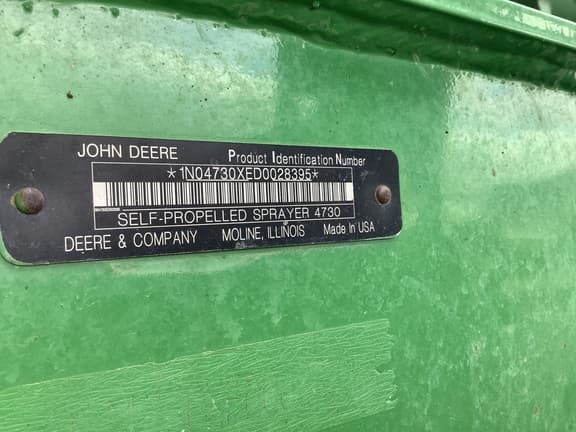 JOHN DEERE Product Identification Number
*1N04730XED0028395*
SELF-PROPELLED SPRAYER 4730
DEERE & COMPANY MOLINE, ILLINOIS Made In USA